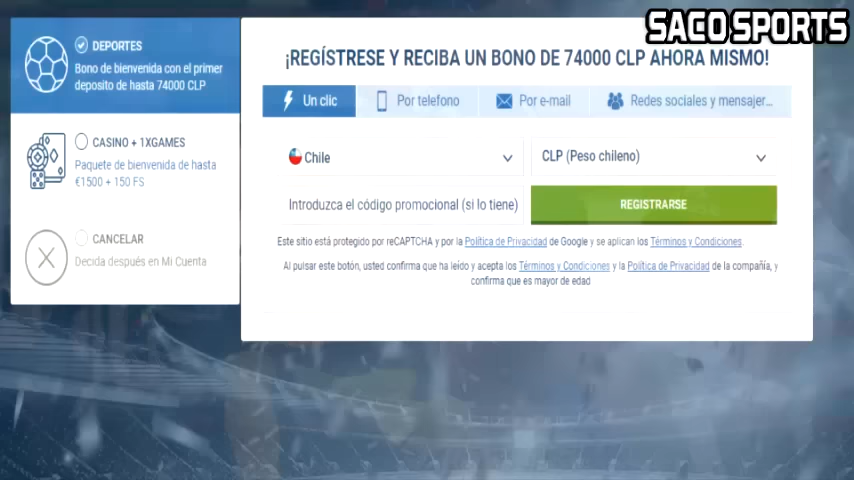 SACO SPORTS
DEPORTES
Bono de bienvenida con el primer
deposito de hasta 74000 CLP
CASINO + 1XGAMES
Paquete de bienvenida de hasta
€1500 + 150 FS
CANCELAR
Decida después en Mi Cuenta
¡REGÍSTRESE Y RECIBA UN BONO DE 74000 CLP AHORA MISMO!
Un clic
Por telefono
Por e-mail
Redes sociales y mensajer...
Chile
CLP (Peso chileno)
Introduzca el código promocional (si lo tiene)
REGISTRARSE
Este sitio está protegido por reCAPTCHA y por la Política de Privacidad de Google y se aplican los Términos y Condiciones.
Al pulsar este botón, usted confirma que ha leído y acepta los Términos y Condiciones y la Política de Privacidad de la compañía, y
confirma que es mayor de edad